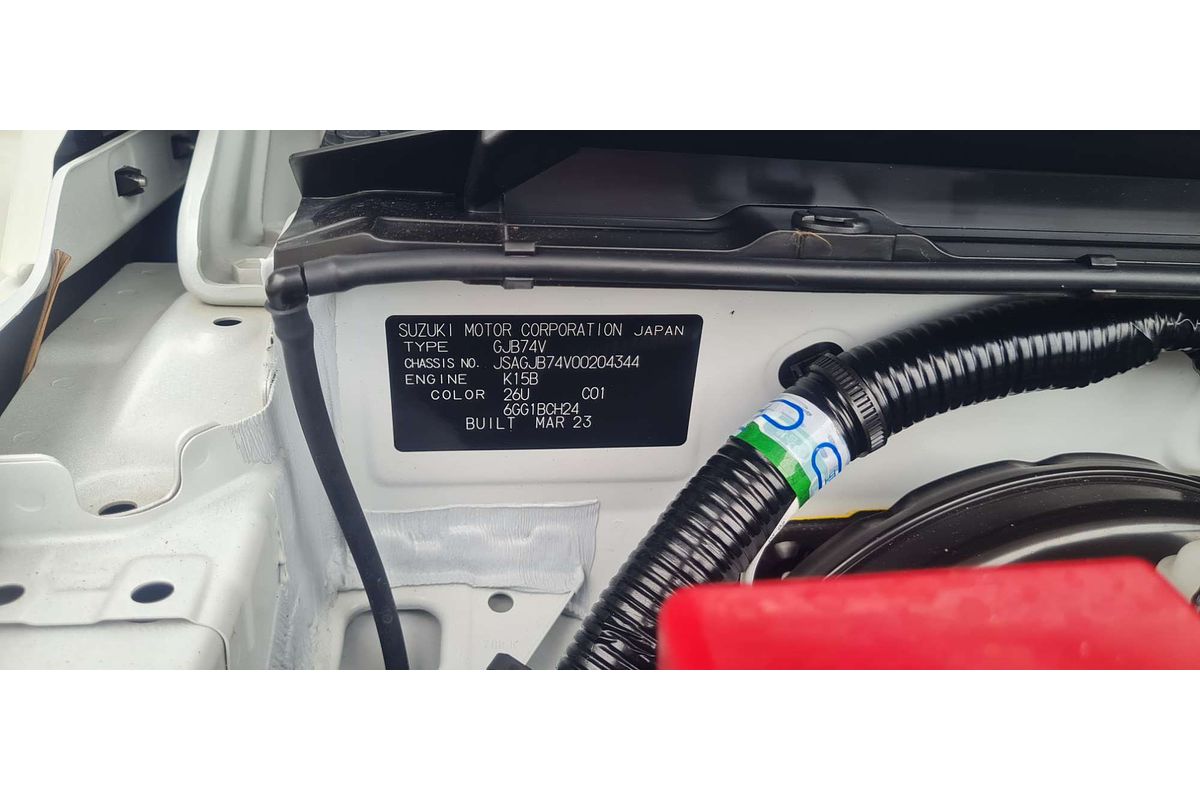 SUZUKI MOTOR CORPORATION JAPAN
TYPE GJB74V
CHASSIS NO. JSAGJB74V00204344
ENGINE K15B
COLOR 26U C01
6GG1BCH24
BUILT MAR 23